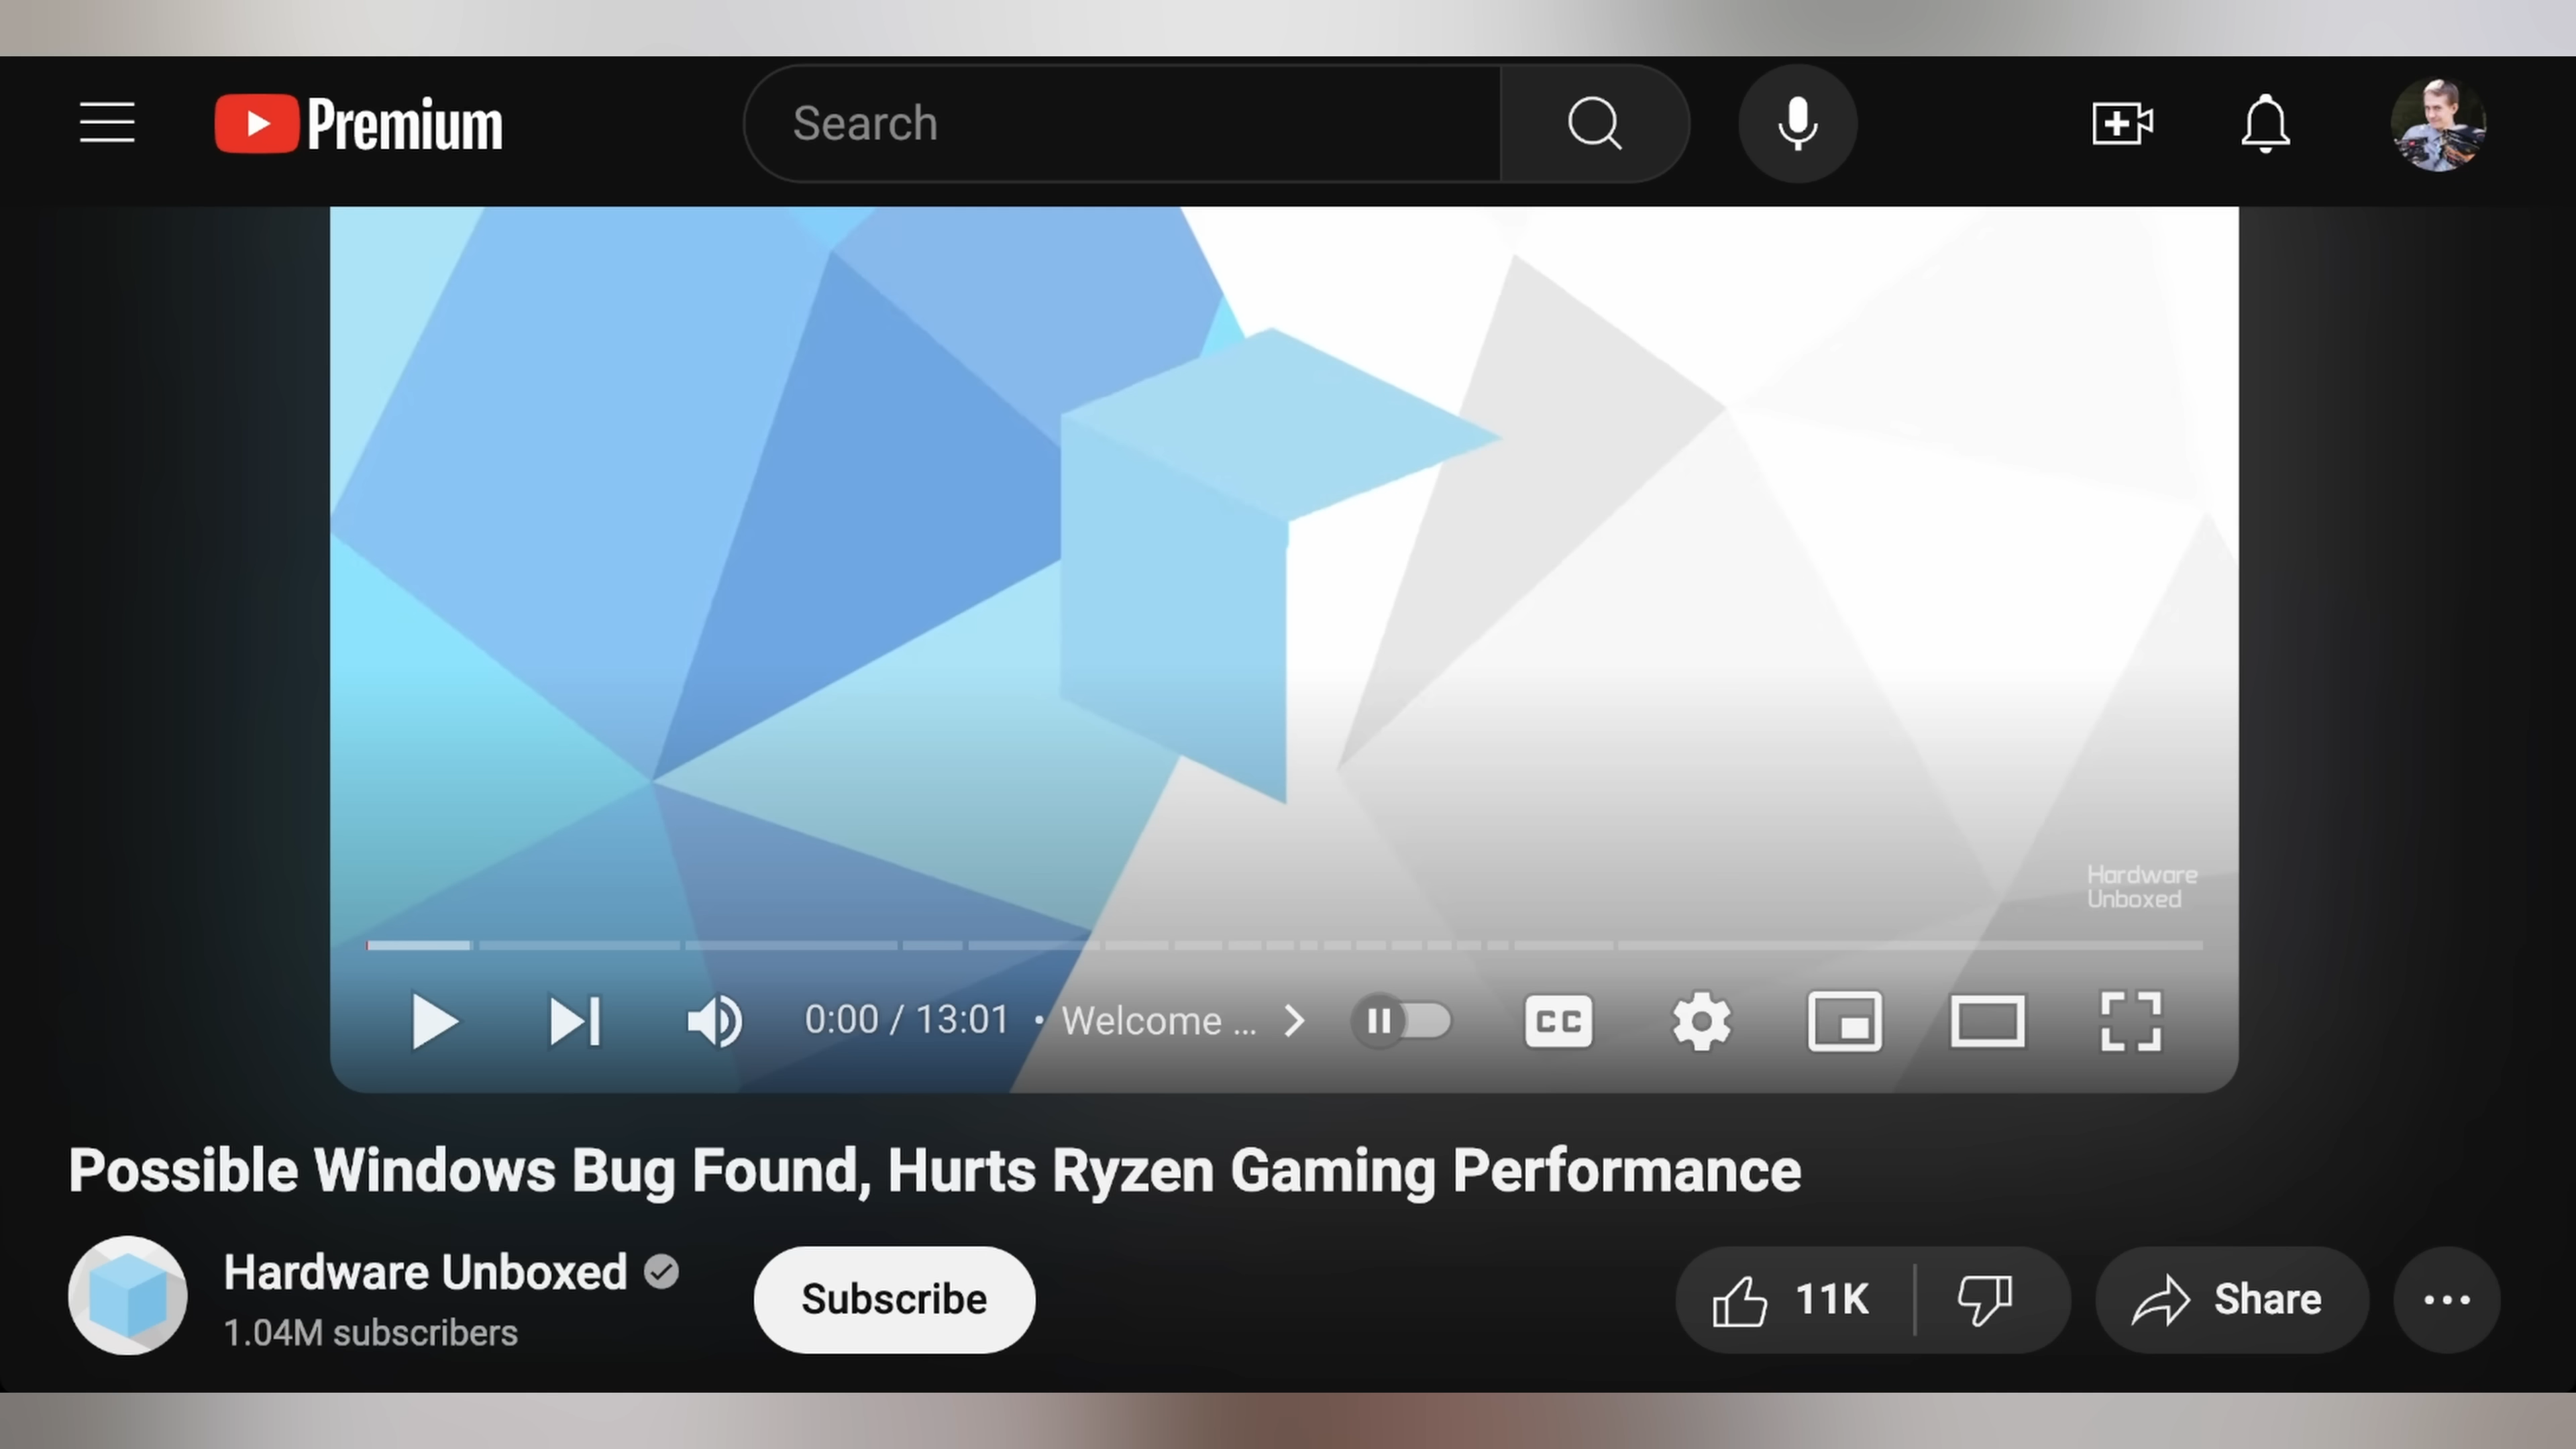 Premium
Search
Hardware
Unboxed
0:00 / 13:01 • Welcome ...
CC
Possible Windows Bug Found, Hurts Ryzen Gaming Performance
Hardware Unboxed
1.04M subscribers
Subscribe
11K
Share